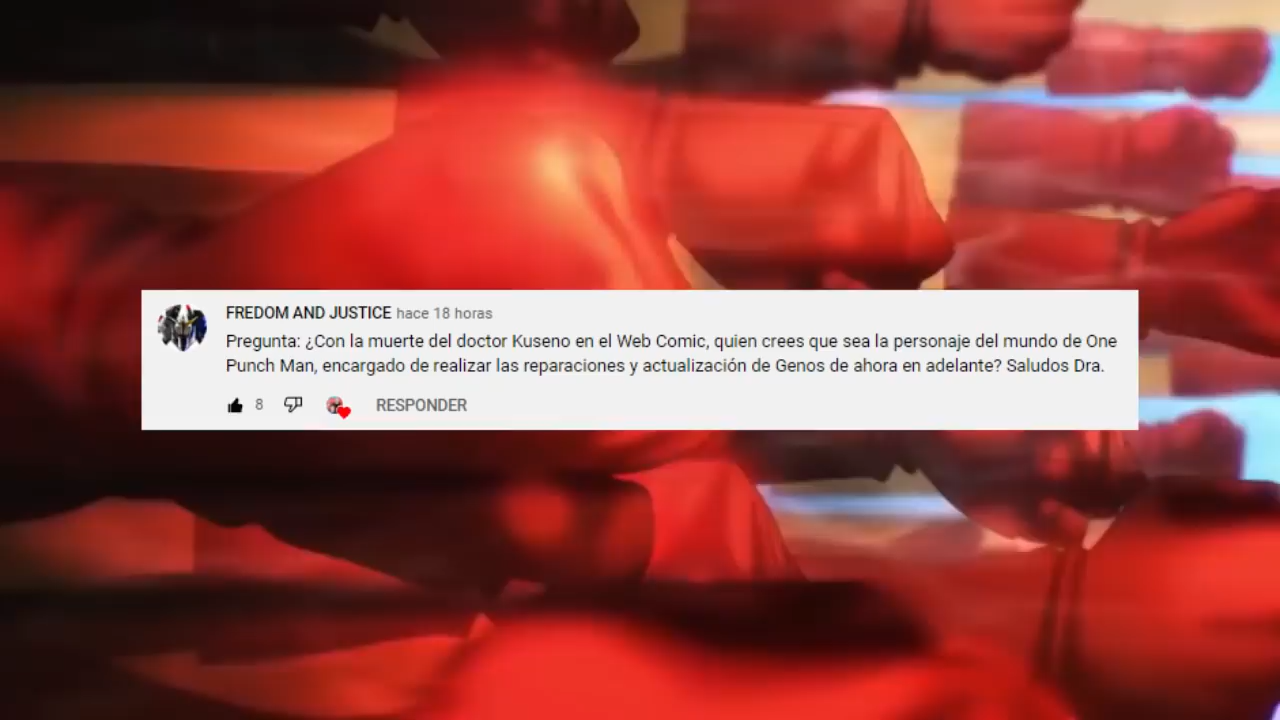 FREDOM AND JUSTICE hace 18 horas
Pregunta: ¿Con la muerte del doctor Kuseno en el Web Comic, quien crees que sea la personaje del mundo de One
Punch Man, encargado de realizar las reparaciones y actualización de Genos de ahora en adelante? Saludos Dra.
8 RESPONDER